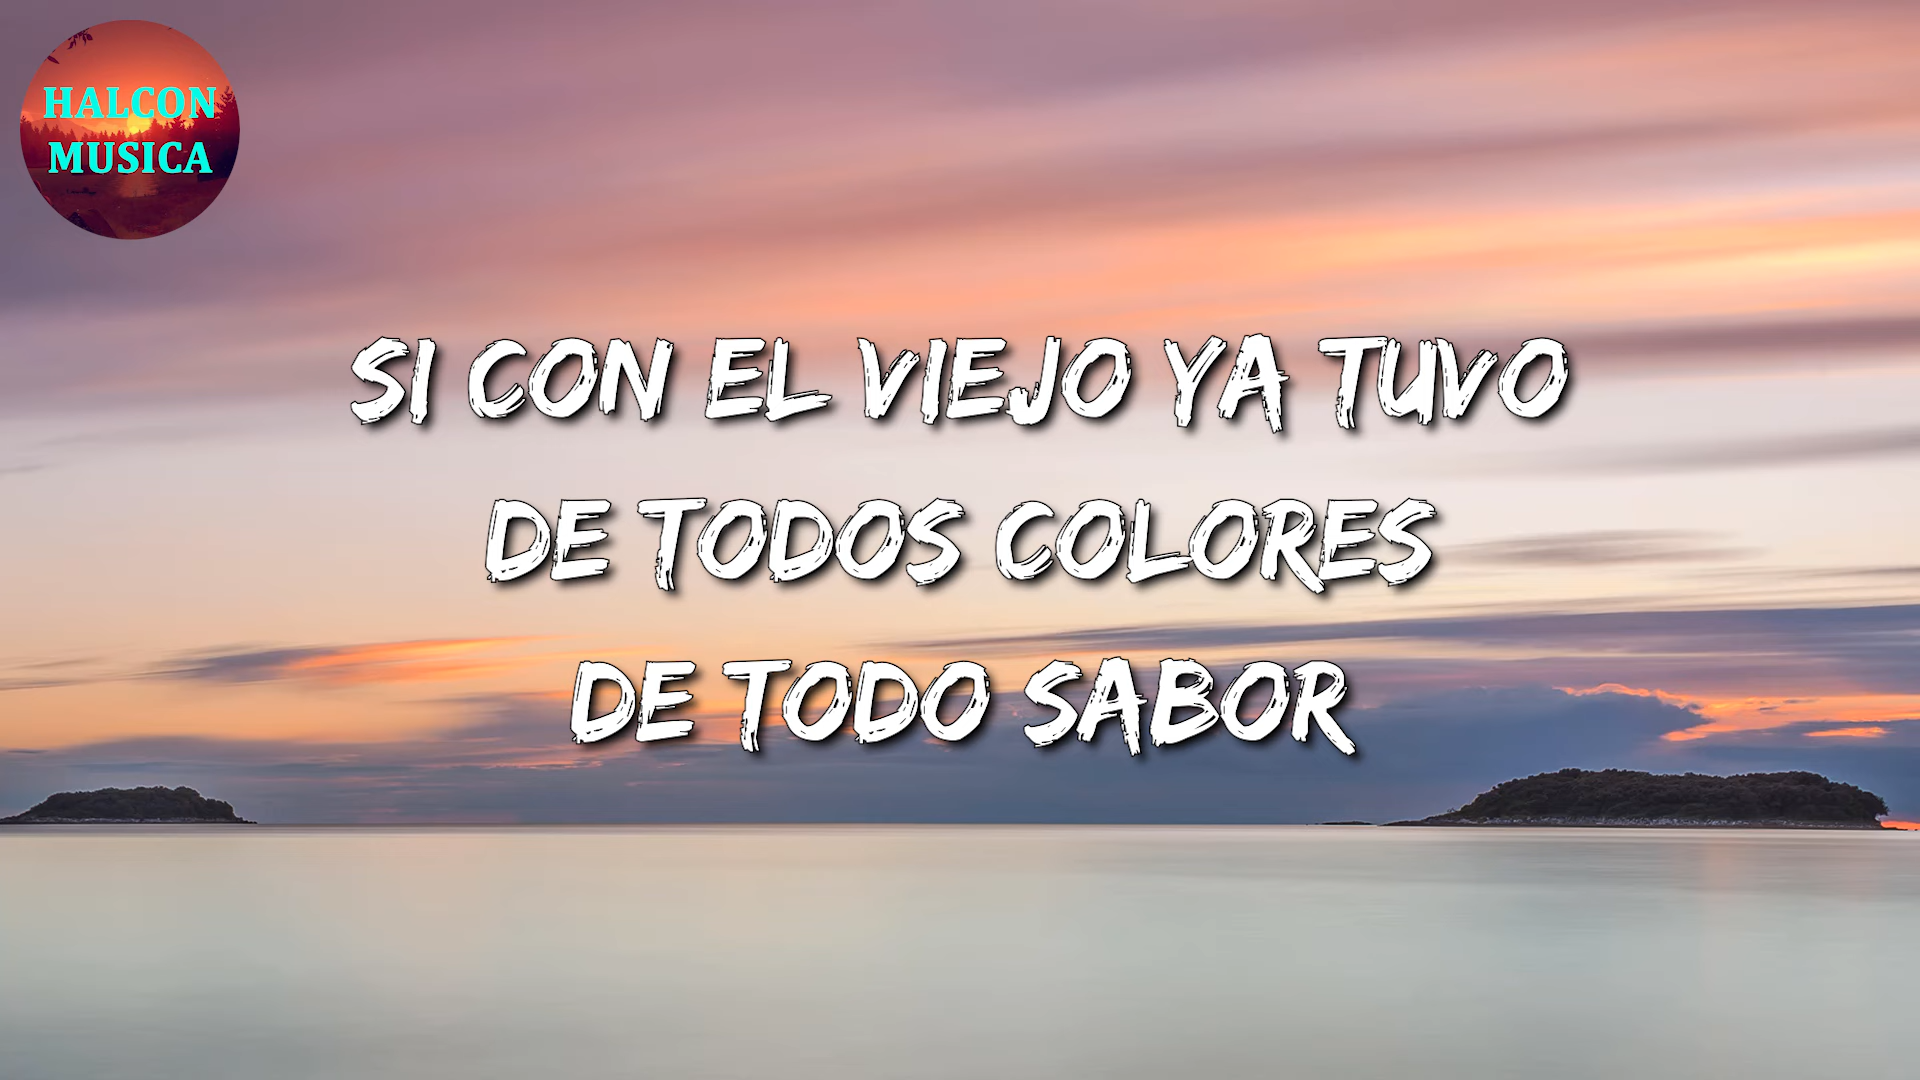 HALCON
MUSICA
SI CON EL VIEJO YA TUVO
DE TODOS COLORES
DE TODO SABOR